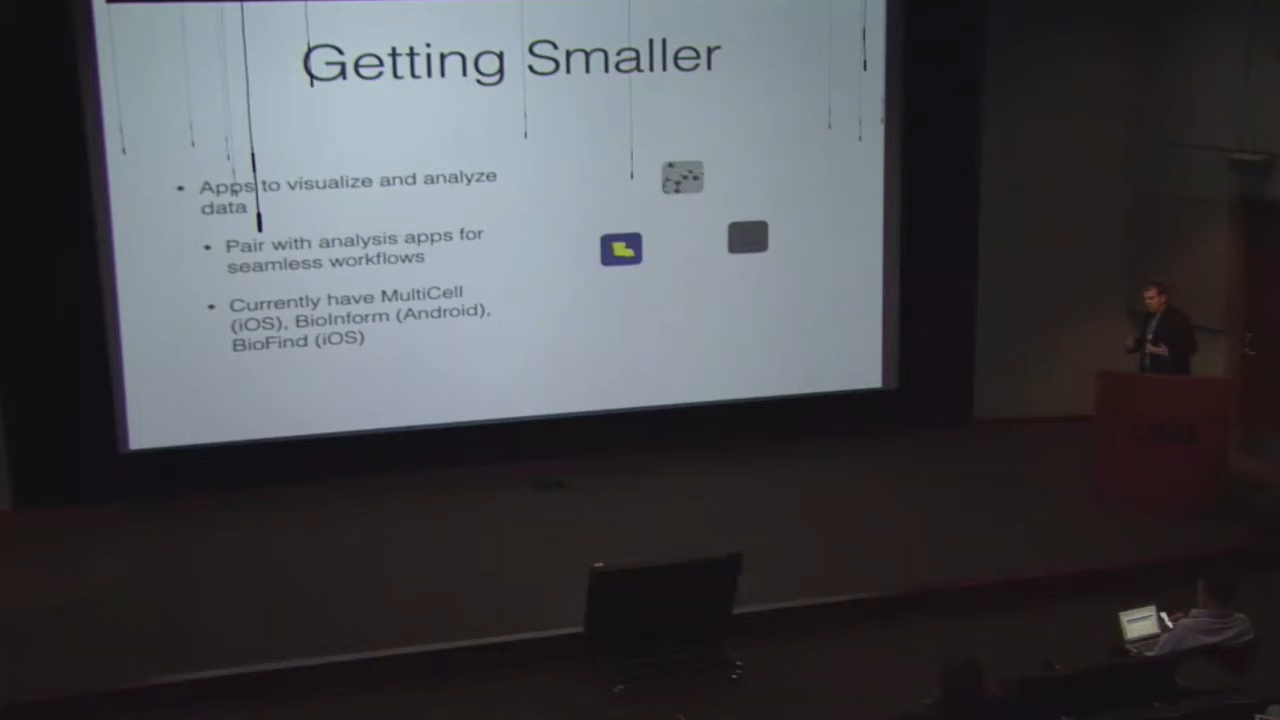 Getting Smaller
• Apps to visualize and analyze
data
• Pair with analysis apps for
seamless workflows
• Currently have MultiCell
(iOS), BioInform (Android),
BioFind (iOS)